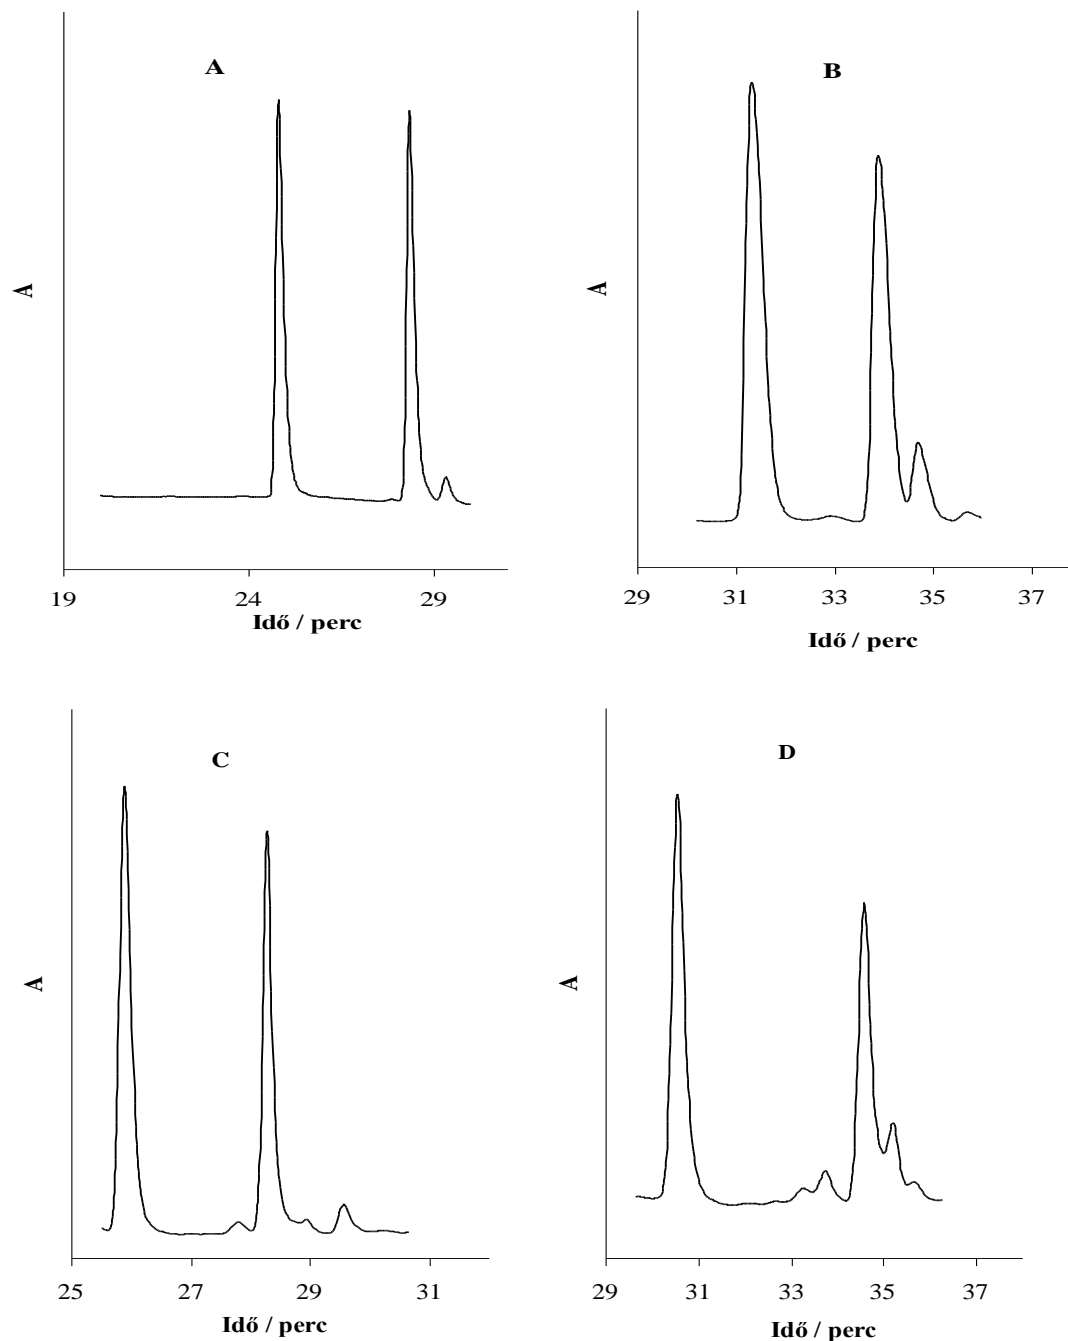 A
A
19 24 29
Idő / perc
B
A
29 31 33 35 37
Idő / perc
C
A
25 27 29 31
Idő / perc
D
A
29 31 33 35 37
Idő / perc